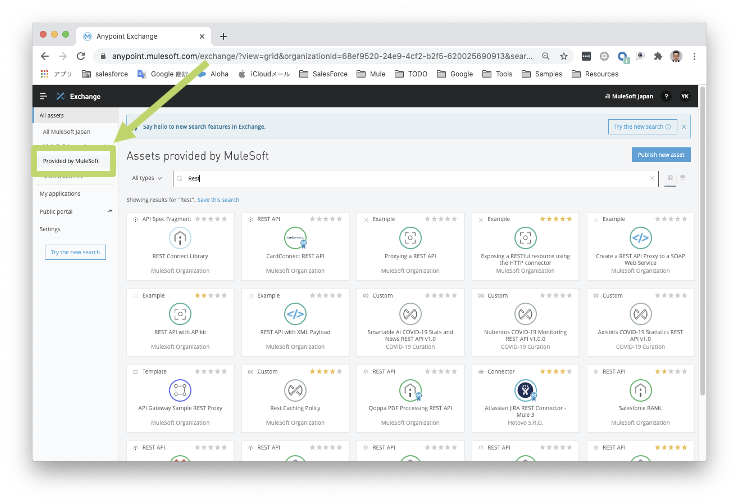 Anypoint Exchange
anypoint.mulesoft.com/exchange/?view=grid&organizationId=68ef9520-24e9-4cf2-b2f5-620025690913&sear...
アプリ salesforce Google Aloha iCloudメール SalesForce Mule TODO Google Tools Samples Resources
Exchange MuleSoft Japan ? YK
All assets
Say hello to new search features in Exchange. Try the new search
All MuleSoft Japan
Provided by MuleSoft
My applications
Public portal
Settings
Try the new search
Assets provided by MuleSoft Publish new asset
All types Rest
Showing results for "Rest". Save this search
API Spec Fragment
REST Connect Library
MuleSoft Organization
REST API
CardConnect REST API
MuleSoft Organization
Example
Proxying a REST API
MuleSoft Organization
Example
Exposing a RESTful resource using
the HTTP connector
MuleSoft Organization
Example
Create a REST API Proxy to a SOAP
Web Service
MuleSoft Organization
Example
REST API with APIkit
MuleSoft Organization
Example
REST API with XML Payload
MuleSoft Organization
Custom
Smartable AI COVID-19 Stats and
News REST API v1.0
COVID-19 Curation
Custom
Nubentos COVID-19 Monitoring
REST API v1.0.0
COVID-19 Curation
Custom
Axisbits COVID-19 Statistics REST
API v1.0
COVID-19 Curation
Template
API Gateway Sample REST Proxy
MuleSoft Organization
Custom
Rest Caching Policy
MuleSoft Organization
REST API
Qoppa PDF Processing REST API
MuleSoft Organization
Connector
Atlassian JIRA REST Connector -
Mule 3
Hotovo S.R.O.
REST API
Salesforce RAML
MuleSoft Organization
REST API
REST API
REST API
REST API
REST API